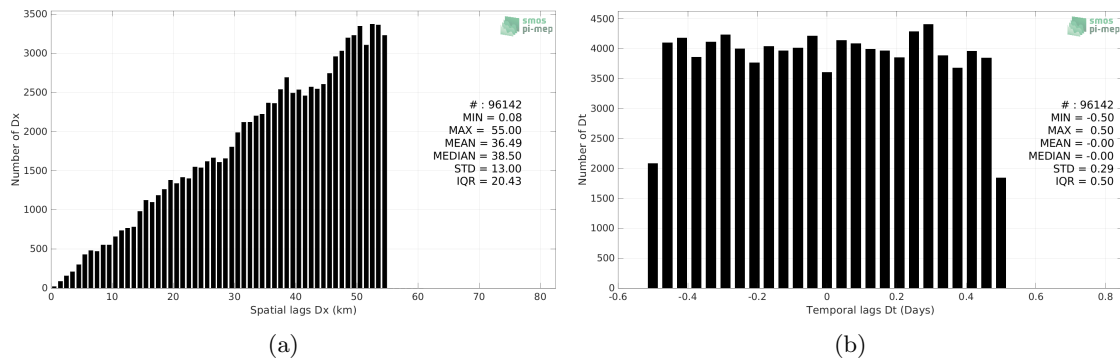 3500
3000
2500
2000
1500
1000
500
0
Number of Dx
0 10 20 30 40 50 60 70 80
Spatial lags Dx (km)
smos
pi-mep
# : 96142
MIN = 0.08
MAX = 55.00
MEAN = 36.49
MEDIAN = 38.50
STD = 13.00
IQR = 20.43
(a)
4500
4000
3500
3000
2500
2000
1500
1000
500
0
Number of Dt
-0.6 -0.4 -0.2 0 0.2 0.4 0.6 0.8
Temporal lags Dt (Days)
smos
pi-mep
# : 96142
MIN = -0.50
MAX = 0.50
MEAN = -0.00
MEDIAN = -0.00
STD = 0.29
IQR = 0.50
(b)